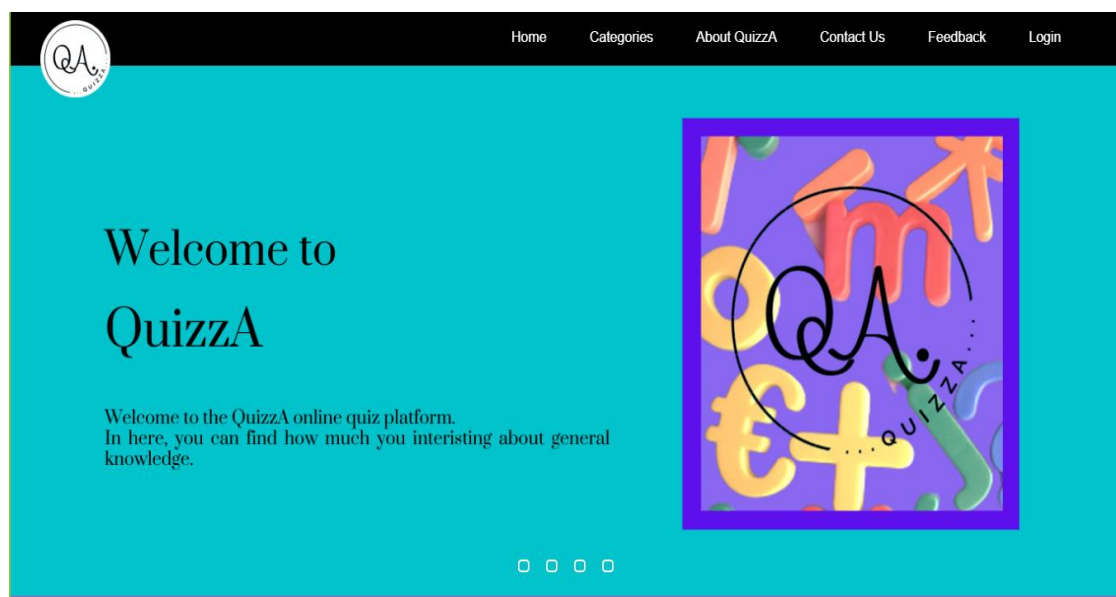 QA.
...QUIZZA...
Home Categories About QuizzA Contact Us Feedback Login
Welcome to
QuizzA
Welcome to the QuizzA online quiz platform.
In here, you can find how much you interisting about general
knowledge.
m
o
QA.
...QUIZZA...
€+j